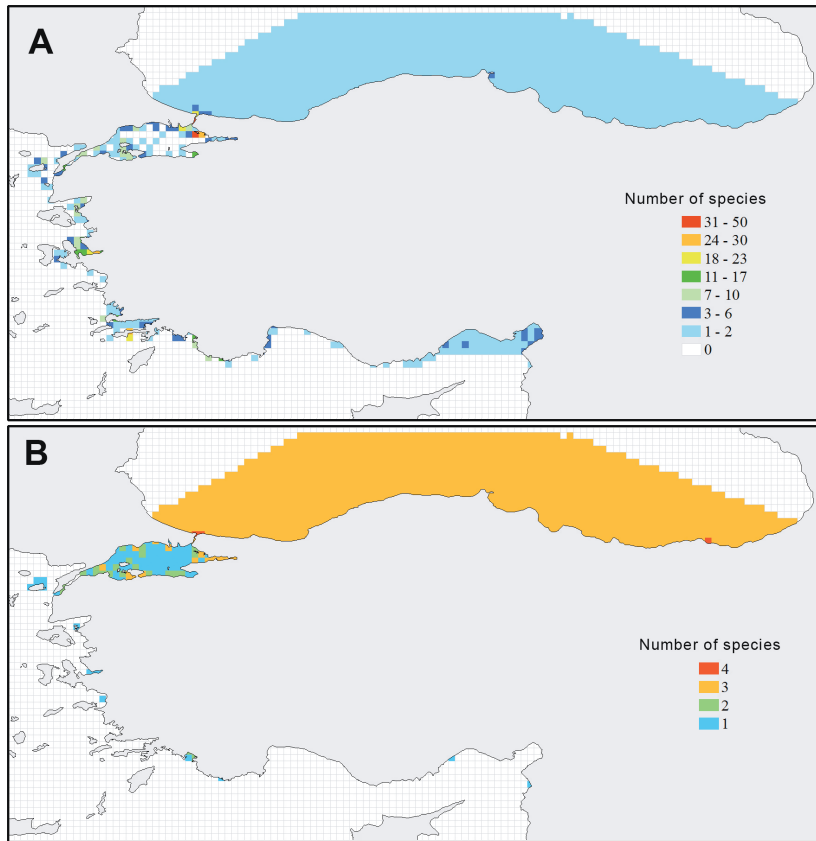 A
Number of species
31 - 50
24 - 30
18 - 23
11 - 17
7 - 10
3 - 6
1 - 2
0
B
Number of species
4
3
2
1